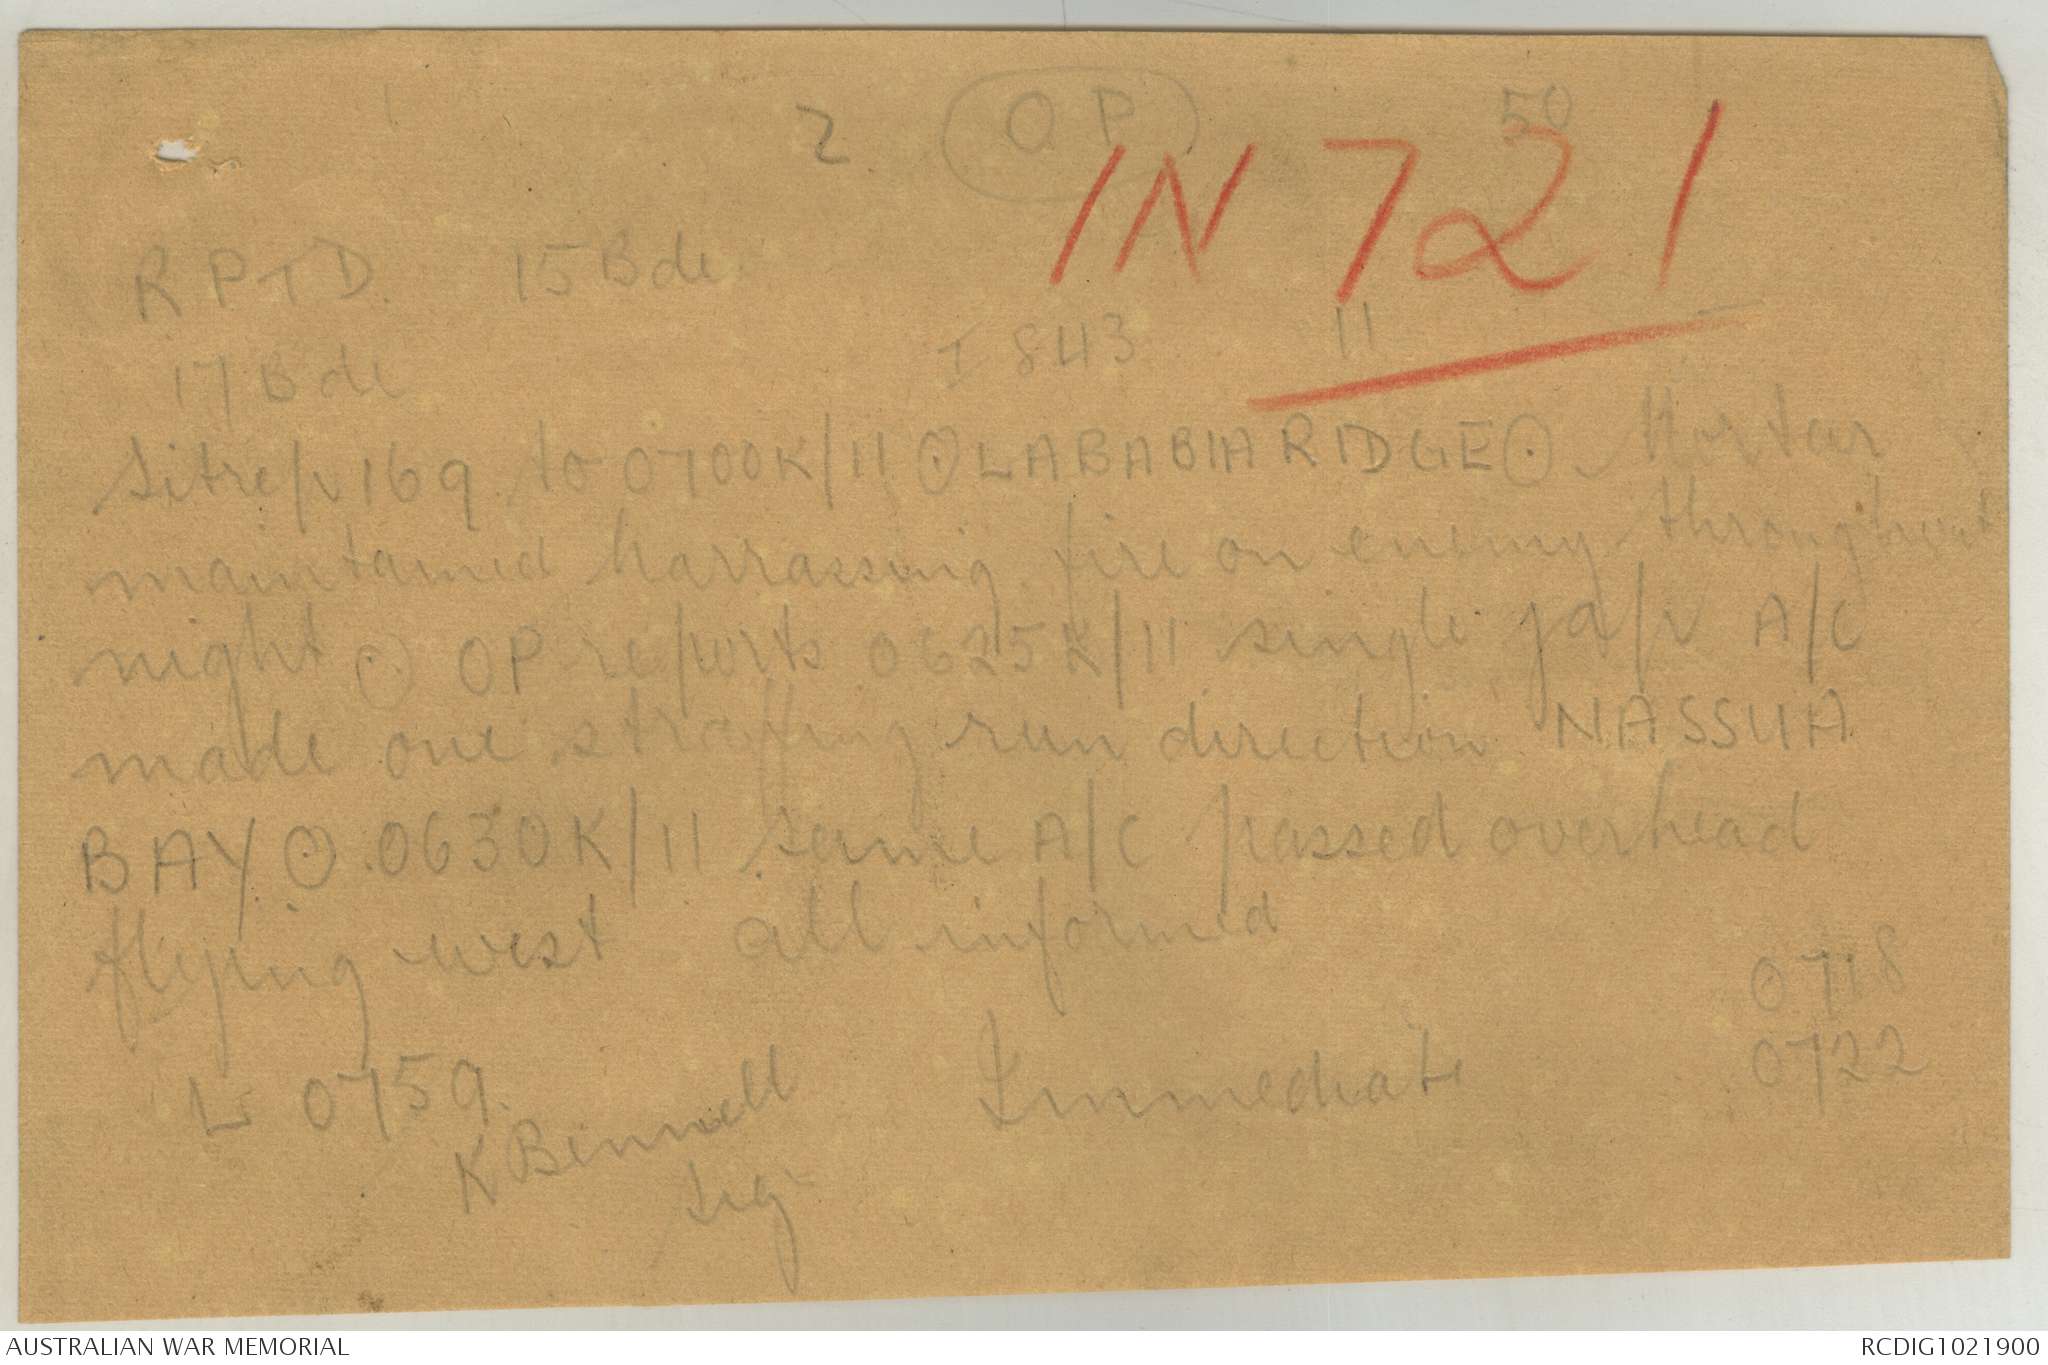 2. OP 50
IN 721
RPTD. 15 Bde
17 Bde I 843 11
Sitrep 169 to 0700K/11 ⊙ LABABIA RIDGE ⊙ Mortar
maintained harrassing fire on enemy throughout
night ⊙ OP reports 0625K/11 single jap A/C
made one straffing run direction NASSUA
BAY ⊙ 0630K/11 same A/C passed overhead
flying west all informed
0718
L 0759. Immediate 0722
K Bennell
sig
AUSTRALIAN WAR MEMORIAL RCDIG1021900